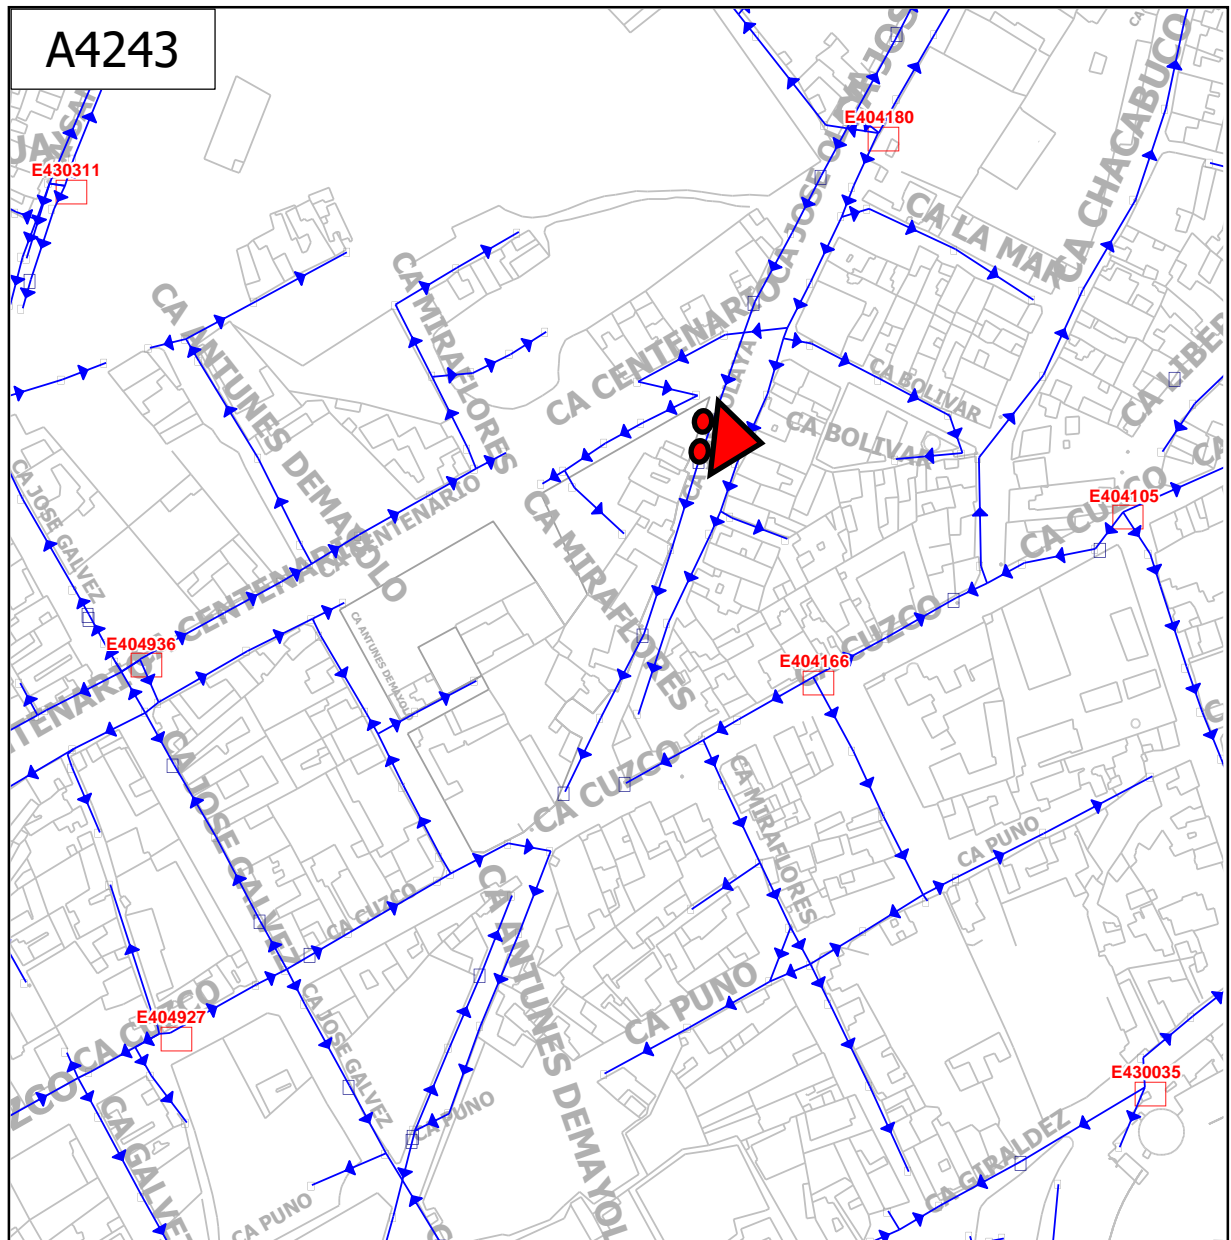 A4243
CA JOSE OLAYA
CA CHACABUCO
E404180
E430311
CA LA MAR
CA MIRAFLORES
CA CENTENARIO
CA ANTUNES DEMAYOLO
CA BOLIVAR
CA BOLIVAR
CA JOSE GALVEZ
CA CENTENARIO
CA MIRAFLORES
CA CUZCO
E404105
CA CENTENARIO
CA ANTUNES DEMAYOLO
E404936
CA CUZCO
E404166
CA JOSE GALVEZ
CA CUZCO
CA MIRAFLORES
CA PUNO
CA CUZCO
CA ANTUNES DEMAYOL
CA PUNO
CA CUZCO
E404927
CA JOSE GALVEZ
E430035
CA PUNO
CA GALVEZ
CA GIRALDEZ
CA PUNO